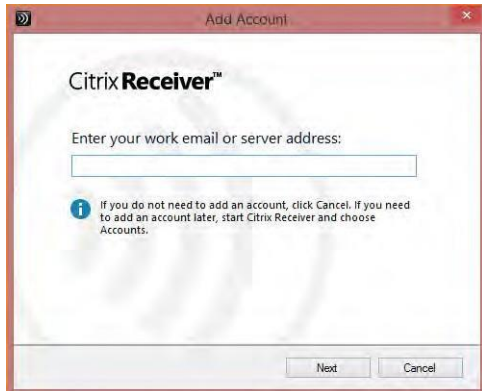 Add Account
Citrix Receiver™
Enter your work email or server address:
If you do not need to add an account, click Cancel. If you need
to add an account later, start Citrix Receiver and choose
Accounts.
Next Cancel